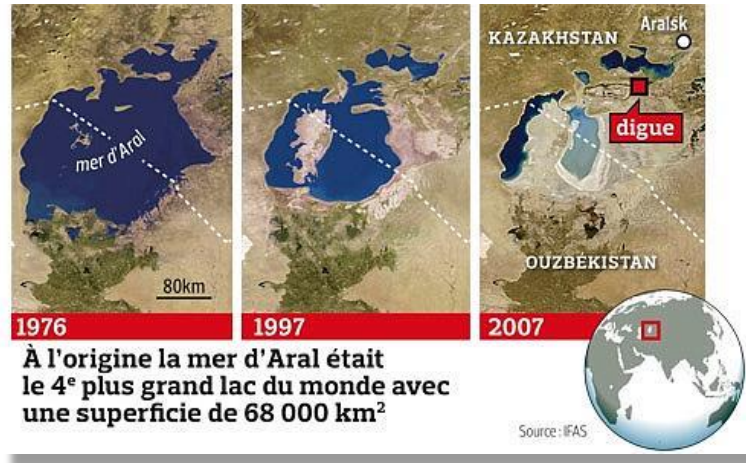 mer d'Aral
80km
1976
1997
KAZAKHSTAN
Aralsk
digue
OUZBÉKISTAN
2007
À l'origine la mer d'Aral était
le 4e plus grand lac du monde avec
une superficie de 68 000 km²
Source : IFAS